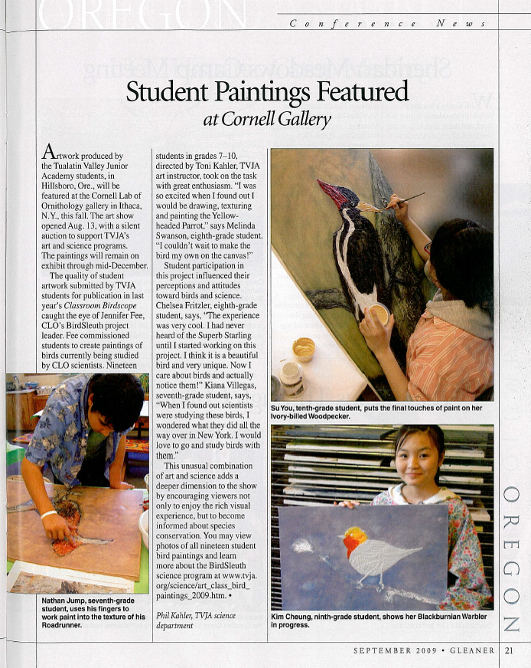 OREGON
Conference News
Student Paintings Featured
at Cornell Gallery
Artwork produced by
the Tualatin Valley Junior
Academy students, in
Hillsboro, Ore., will be
featured at the Cornell Lab of
Ornithology gallery in Ithaca,
N.Y., this fall. The art show
opened Aug. 13, with a silent
auction to support TVJA's
art and science programs.
The paintings will remain on
exhibit through mid-December.
The quality of student
artwork submitted by TVJA
students for publication in last
year's Classroom Birdscope
caught the eye of Jennifer Fee,
CLO's BirdSleuth project
leader. Fee commissioned
students to create paintings of
birds currently being studied
by CLO scientists. Nineteen
students in grades 7–10,
directed by Toni Kahler, TVJA
art instructor, took on the task
with great enthusiasm. "I was
so excited when I found out I
would be drawing, texturing
and painting the Yellow-
headed Parrot," says Melinda
Swanson, eighth-grade student.
"I couldn't wait to make the
bird my own on the canvas!"
Student participation in
this project influenced their
perceptions and attitudes
toward birds and science.
Chelsea Fritzler, eighth-grade
student, says, "The experience
was very cool. I had never
heard of the Superb Starling
until I started working on this
project. I think it is a beautiful
bird and very unique. Now I
care about birds and actually
notice them!" Kiana Villegas,
seventh-grade student, says,
"When I found out scientists
were studying these birds, I
wondered what they did all the
way over in New York. I would
love to go and study birds with
them."
This unusual combination
of art and science adds a
deeper dimension to the show
by encouraging viewers not
only to enjoy the rich visual
experience, but to become
informed about species
conservation. You may view
photos of all nineteen student
bird paintings and learn
more about the BirdSleuth
science program at www.tvja.
org/science/art_class_bird_
paintings_2009.htm. •
Phil Kahler, TVJA science
department
Su You, tenth-grade student, puts the final touches of paint on her
Ivory-billed Woodpecker.
Nathan Jump, seventh-grade
student, uses his fingers to
work paint into the texture of his
Roadrunner.
Kim Cheung, ninth-grade student, shows her Blackburnian Warbler
in progress.
OREGON
SEPTEMBER 2009 • GLEANER 21